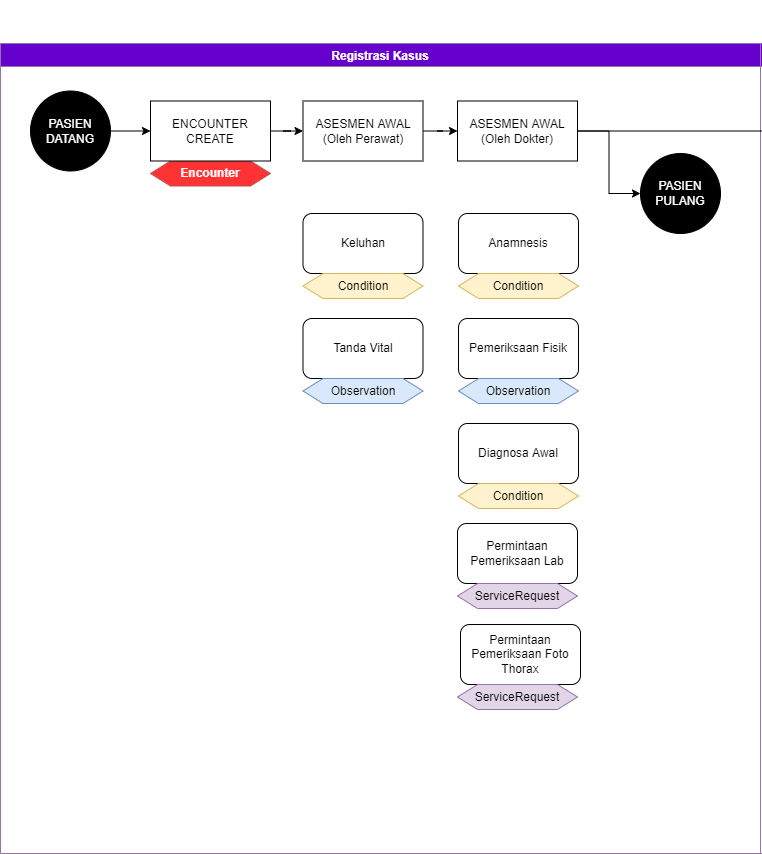 Registrasi Kasus
PASIEN
DATANG
ENCOUNTER
CREATE
Encounter
ASESMEN AWAL
(Oleh Perawat)
ASESMEN AWAL
(Oleh Dokter)
PASIEN
PULANG
Keluhan
Condition
Anamnesis
Condition
Tanda Vital
Observation
Pemeriksaan Fisik
Observation
Diagnosa Awal
Condition
Permintaan
Pemeriksaan Lab
ServiceRequest
Permintaan
Pemeriksaan Foto
Thorax
ServiceRequest